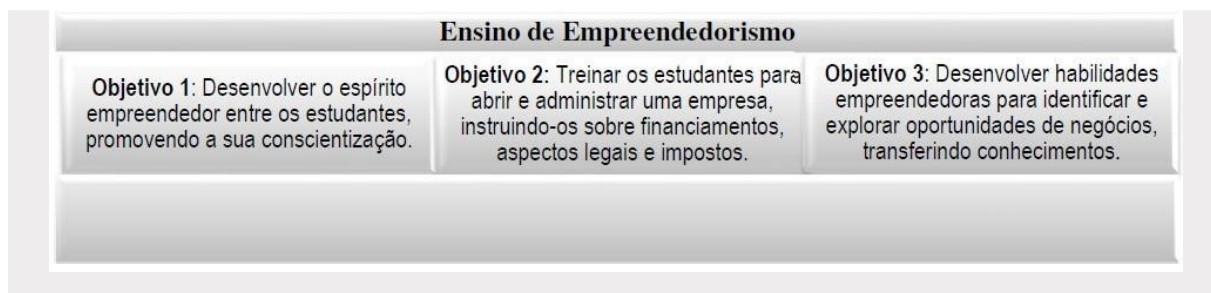 Ensino de Empreendedorismo
Objetivo 1: Desenvolver o espírito
empreendedor entre os estudantes,
promovendo a sua conscientização.
Objetivo 2: Treinar os estudantes para
abrir e administrar uma empresa,
instruindo-os sobre financiamentos,
aspectos legais e impostos.
Objetivo 3: Desenvolver habilidades
empreendedoras para identificar e
explorar oportunidades de negócios,
transferindo conhecimentos.